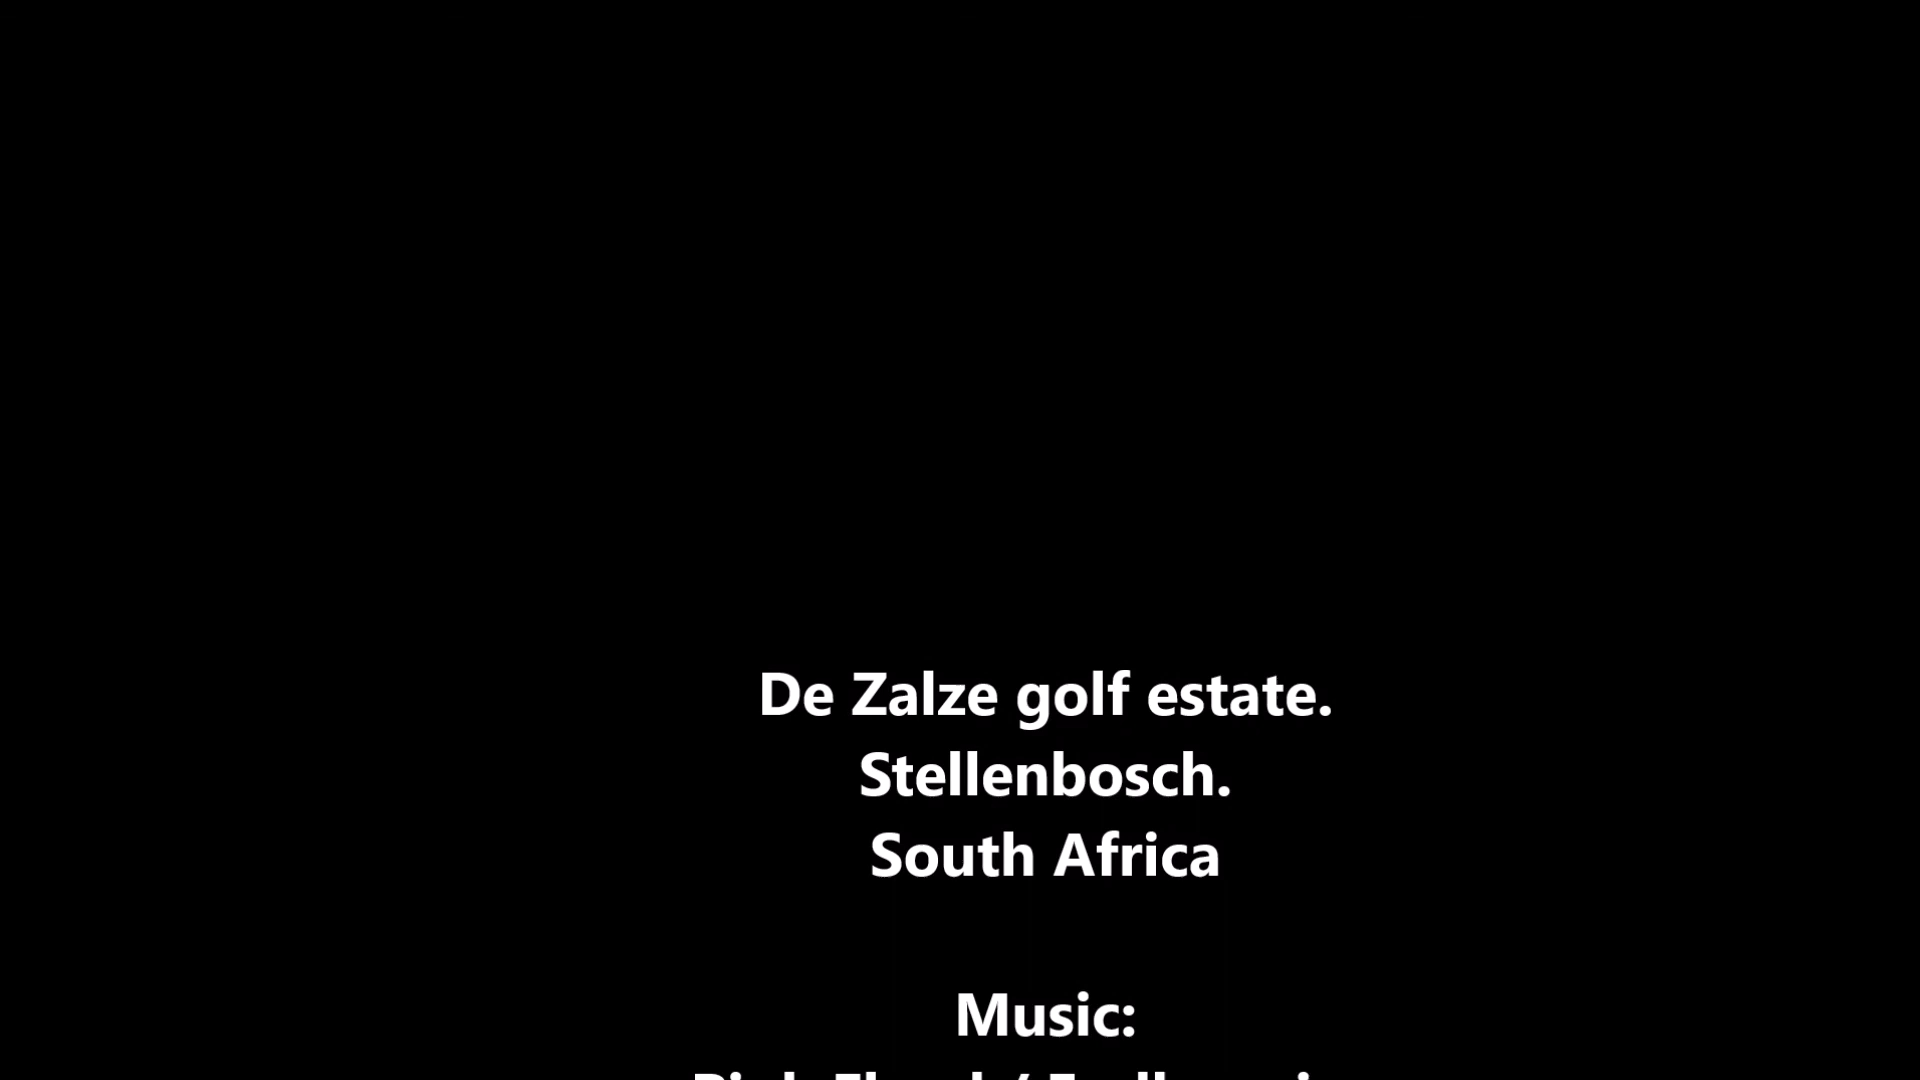 De Zalze golf estate.
Stellenbosch.
South Africa
Music: